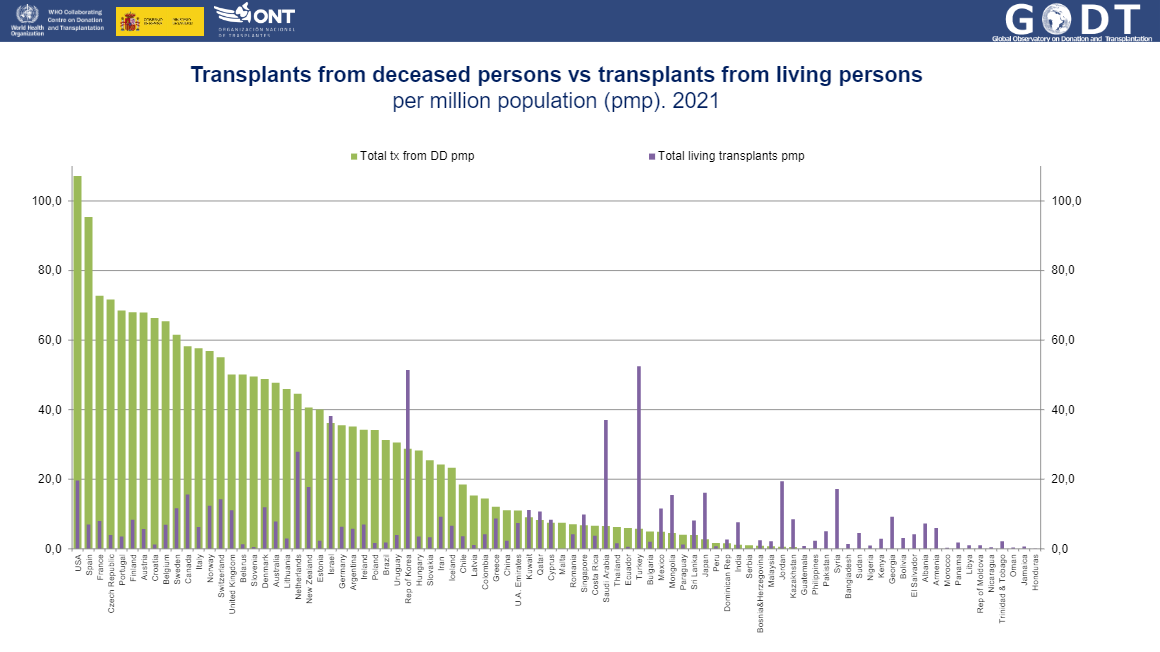 World Health
Organization
WHO Collaborating
Centre on Donation
and Transplantation
ONT
ORGANIZACIÓN NACIONAL
DE TRASPLANTES
GODT
Global Observatory on Donation and Transplantation
Transplants from deceased persons vs transplants from living persons
per million population (pmp). 2021
Total tx from DD pmp
Total living transplants pmp
100,0
80,0
60,0
40,0
20,0
0,0
100,0
80,0
60,0
40,0
20,0
0,0
USA
Spain
France
Czech Republic
Portugal
Finland
Austria
Croatia
Belgium
Sweden
Canada
Italy
Norway
Switzerland
United Kingdom
Belarus
Slovenia
Denmark
Australia
Lithuania
Netherlands
New Zealand
Estonia
Israel
Germany
Argentina
Ireland
Poland
Brazil
Uruguay
Rep of Korea
Hungary
Slovakia
Iran
Iceland
Chile
Latvia
Colombia
Greece
China
U.A. Emirates
Kuwait
Qatar
Cyprus
Malta
Romania
Singapore
Costa Rica
Saudi Arabia
Thailand
Ecuador
Turkey
Bulgaria
Mexico
Mongolia
Paraguay
Sri Lanka
Japan
Peru
Dominican Rep
India
Serbia
Bosnia&Herzegovina
Malaysia
Jordan
Kazakhstan
Guatemala
Philippines
Pakistan
Syria
Bangladesh
Sudan
Nigeria
Kenya
Georgia
Bolivia
El Salvador
Albania
Armenia
Morocco
Panama
Libya
Rep of Moldova
Nicaragua
Trinidad & Tobago
Oman
Jamaica
Honduras